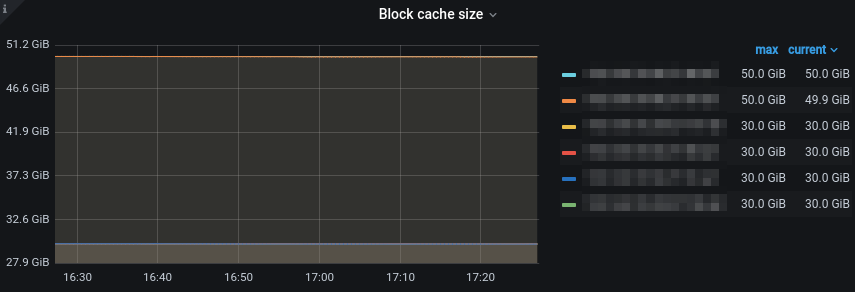 i
Block cache size
51.2 GiB
46.6 GiB
41.9 GiB
37.3 GiB
32.6 GiB
27.9 GiB
16:30 16:40 16:50 17:00 17:10 17:20
max current
50.0 GiB 50.0 GiB
50.0 GiB 49.9 GiB
30.0 GiB 30.0 GiB
30.0 GiB 30.0 GiB
30.0 GiB 30.0 GiB
30.0 GiB 30.0 GiB